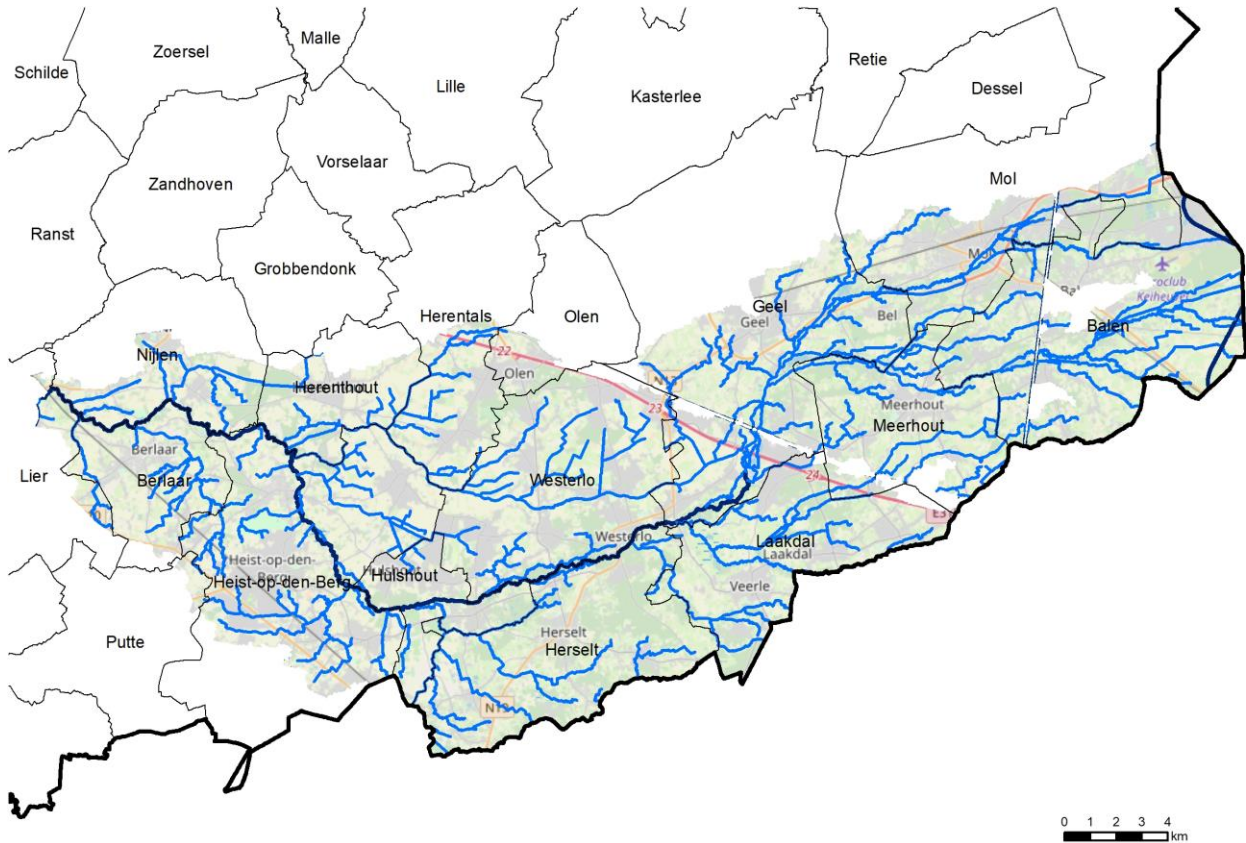 Malle
Zoersel
Schilde
Retie
Lille
Dessel
Kasterlee
Vorselaar
Zandhoven
Mol
Ranst
Grobbendonk
Geel
Geel
Bel
Herentals
Olen
Balen
Nijlen
22
Olen
Herenthout
23
Meerhout
Meerhout
Berlaar
Berlaar
Lier
Westerlo
24
Westerlo
Laakdal
Laakdal
Heist-op-den-
Heist-op-den-Berg
Hulshout
Veerle
Herselt
Herselt
Putte
0 1 2 3 4
km